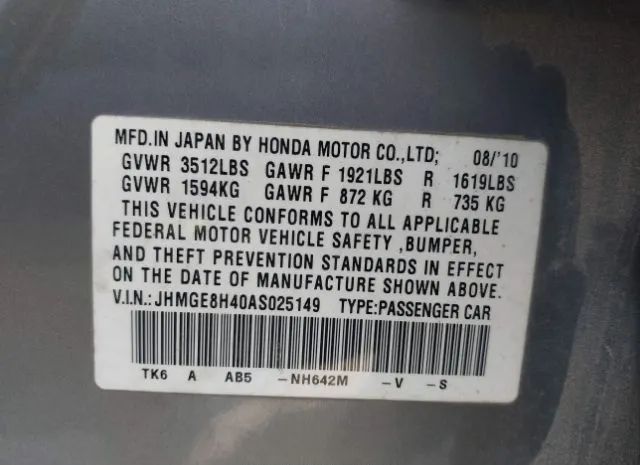 MFD.IN JAPAN BY HONDA MOTOR CO.,LTD; 08/'10
GVWR 3512LBS GAWR F 1921LBS R 1619LBS
GVWR 1594KG GAWR F 872 KG R 735 KG
THIS VEHICLE CONFORMS TO ALL APPLICABLE
FEDERAL MOTOR VEHICLE SAFETY ,BUMPER,
AND THEFT PREVENTION STANDARDS IN EFFECT
ON THE DATE OF MANUFACTURE SHOWN ABOVE.
V.I.N.: JHMGE8H40AS025149 TYPE:PASSENGER CAR
TK6 A AB5 -NH642M -V -S